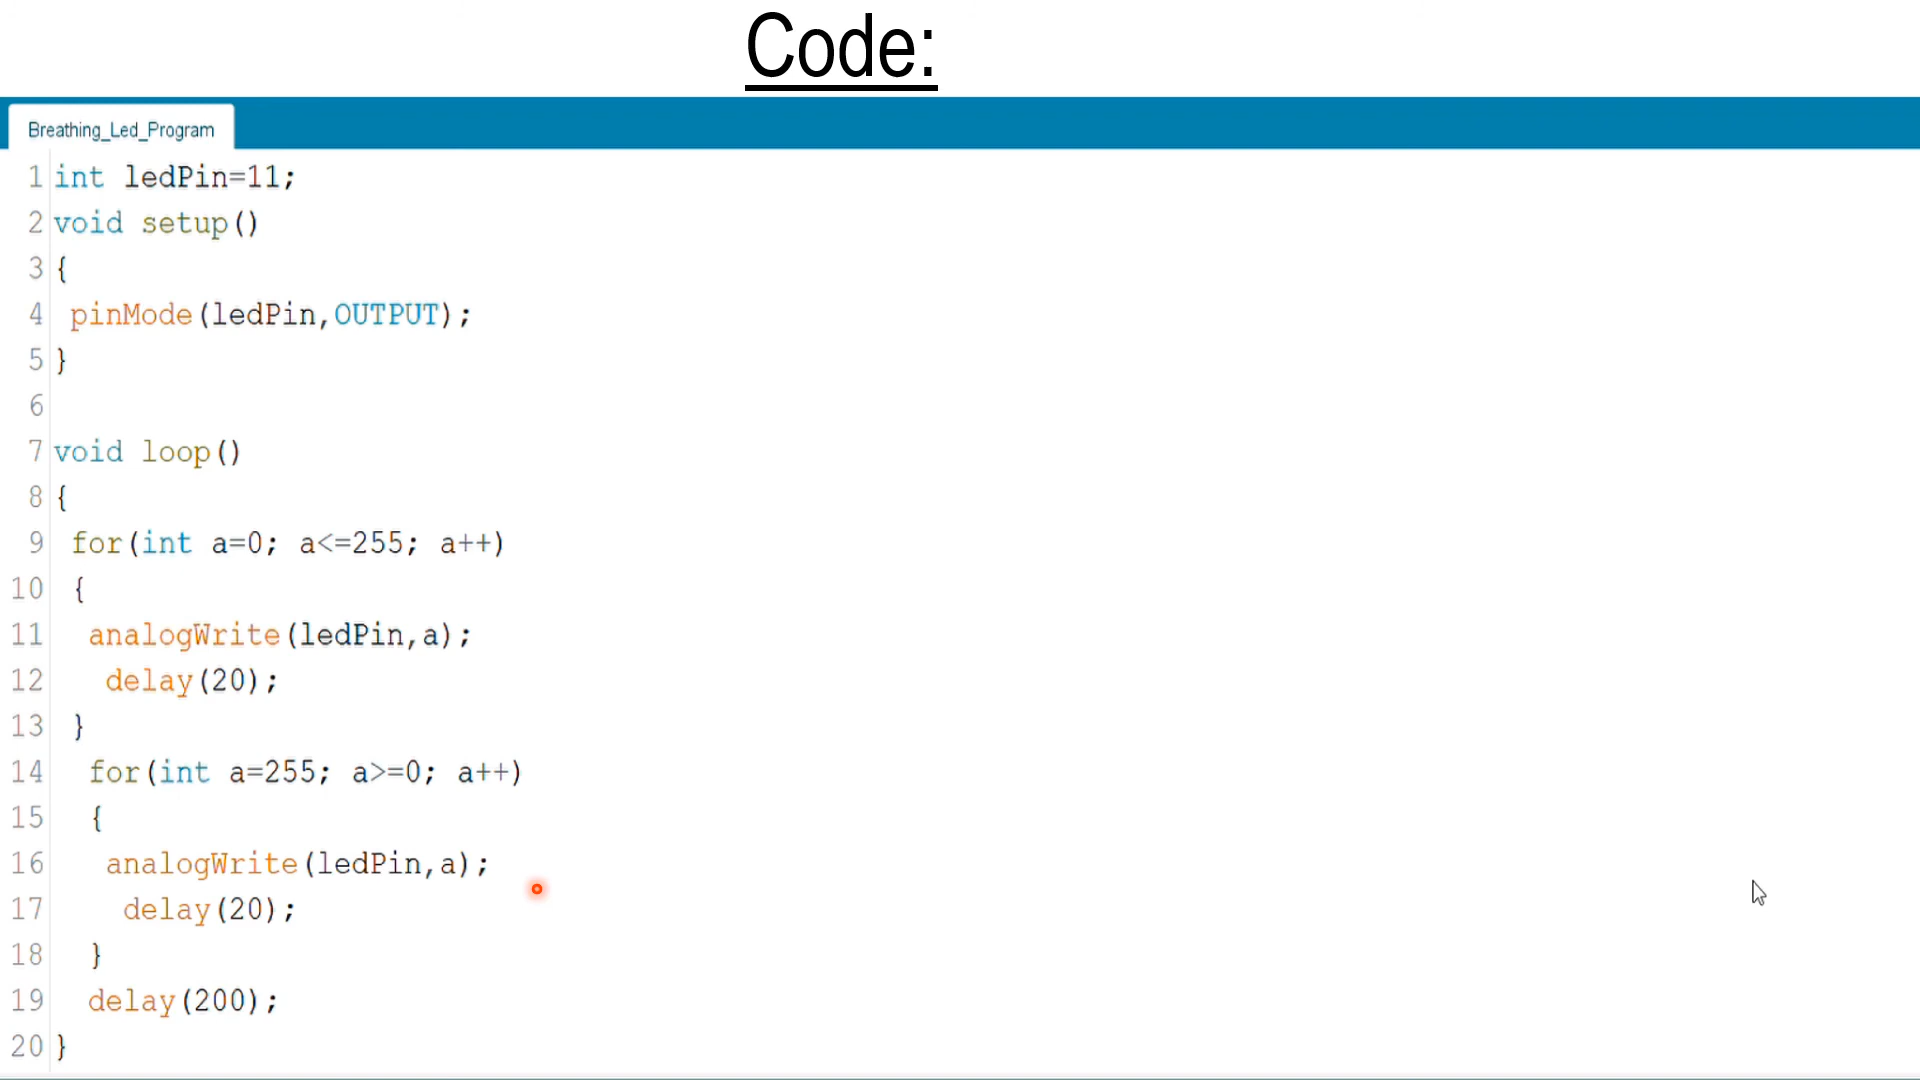 Code:
Breathing_Led_Program
1 int ledPin=11;
2 void setup()
3 {
4 pinMode(ledPin,OUTPUT);
5 }
6
7 void loop()
8 {
9 for(int a=0; a<=255; a++)
10 {
11 analogWrite(ledPin,a);
12 delay(20);
13 }
14 for(int a=255; a>=0; a++)
15 {
16 analogWrite(ledPin,a);
17 delay(20);
18 }
19 delay(200);
20 }